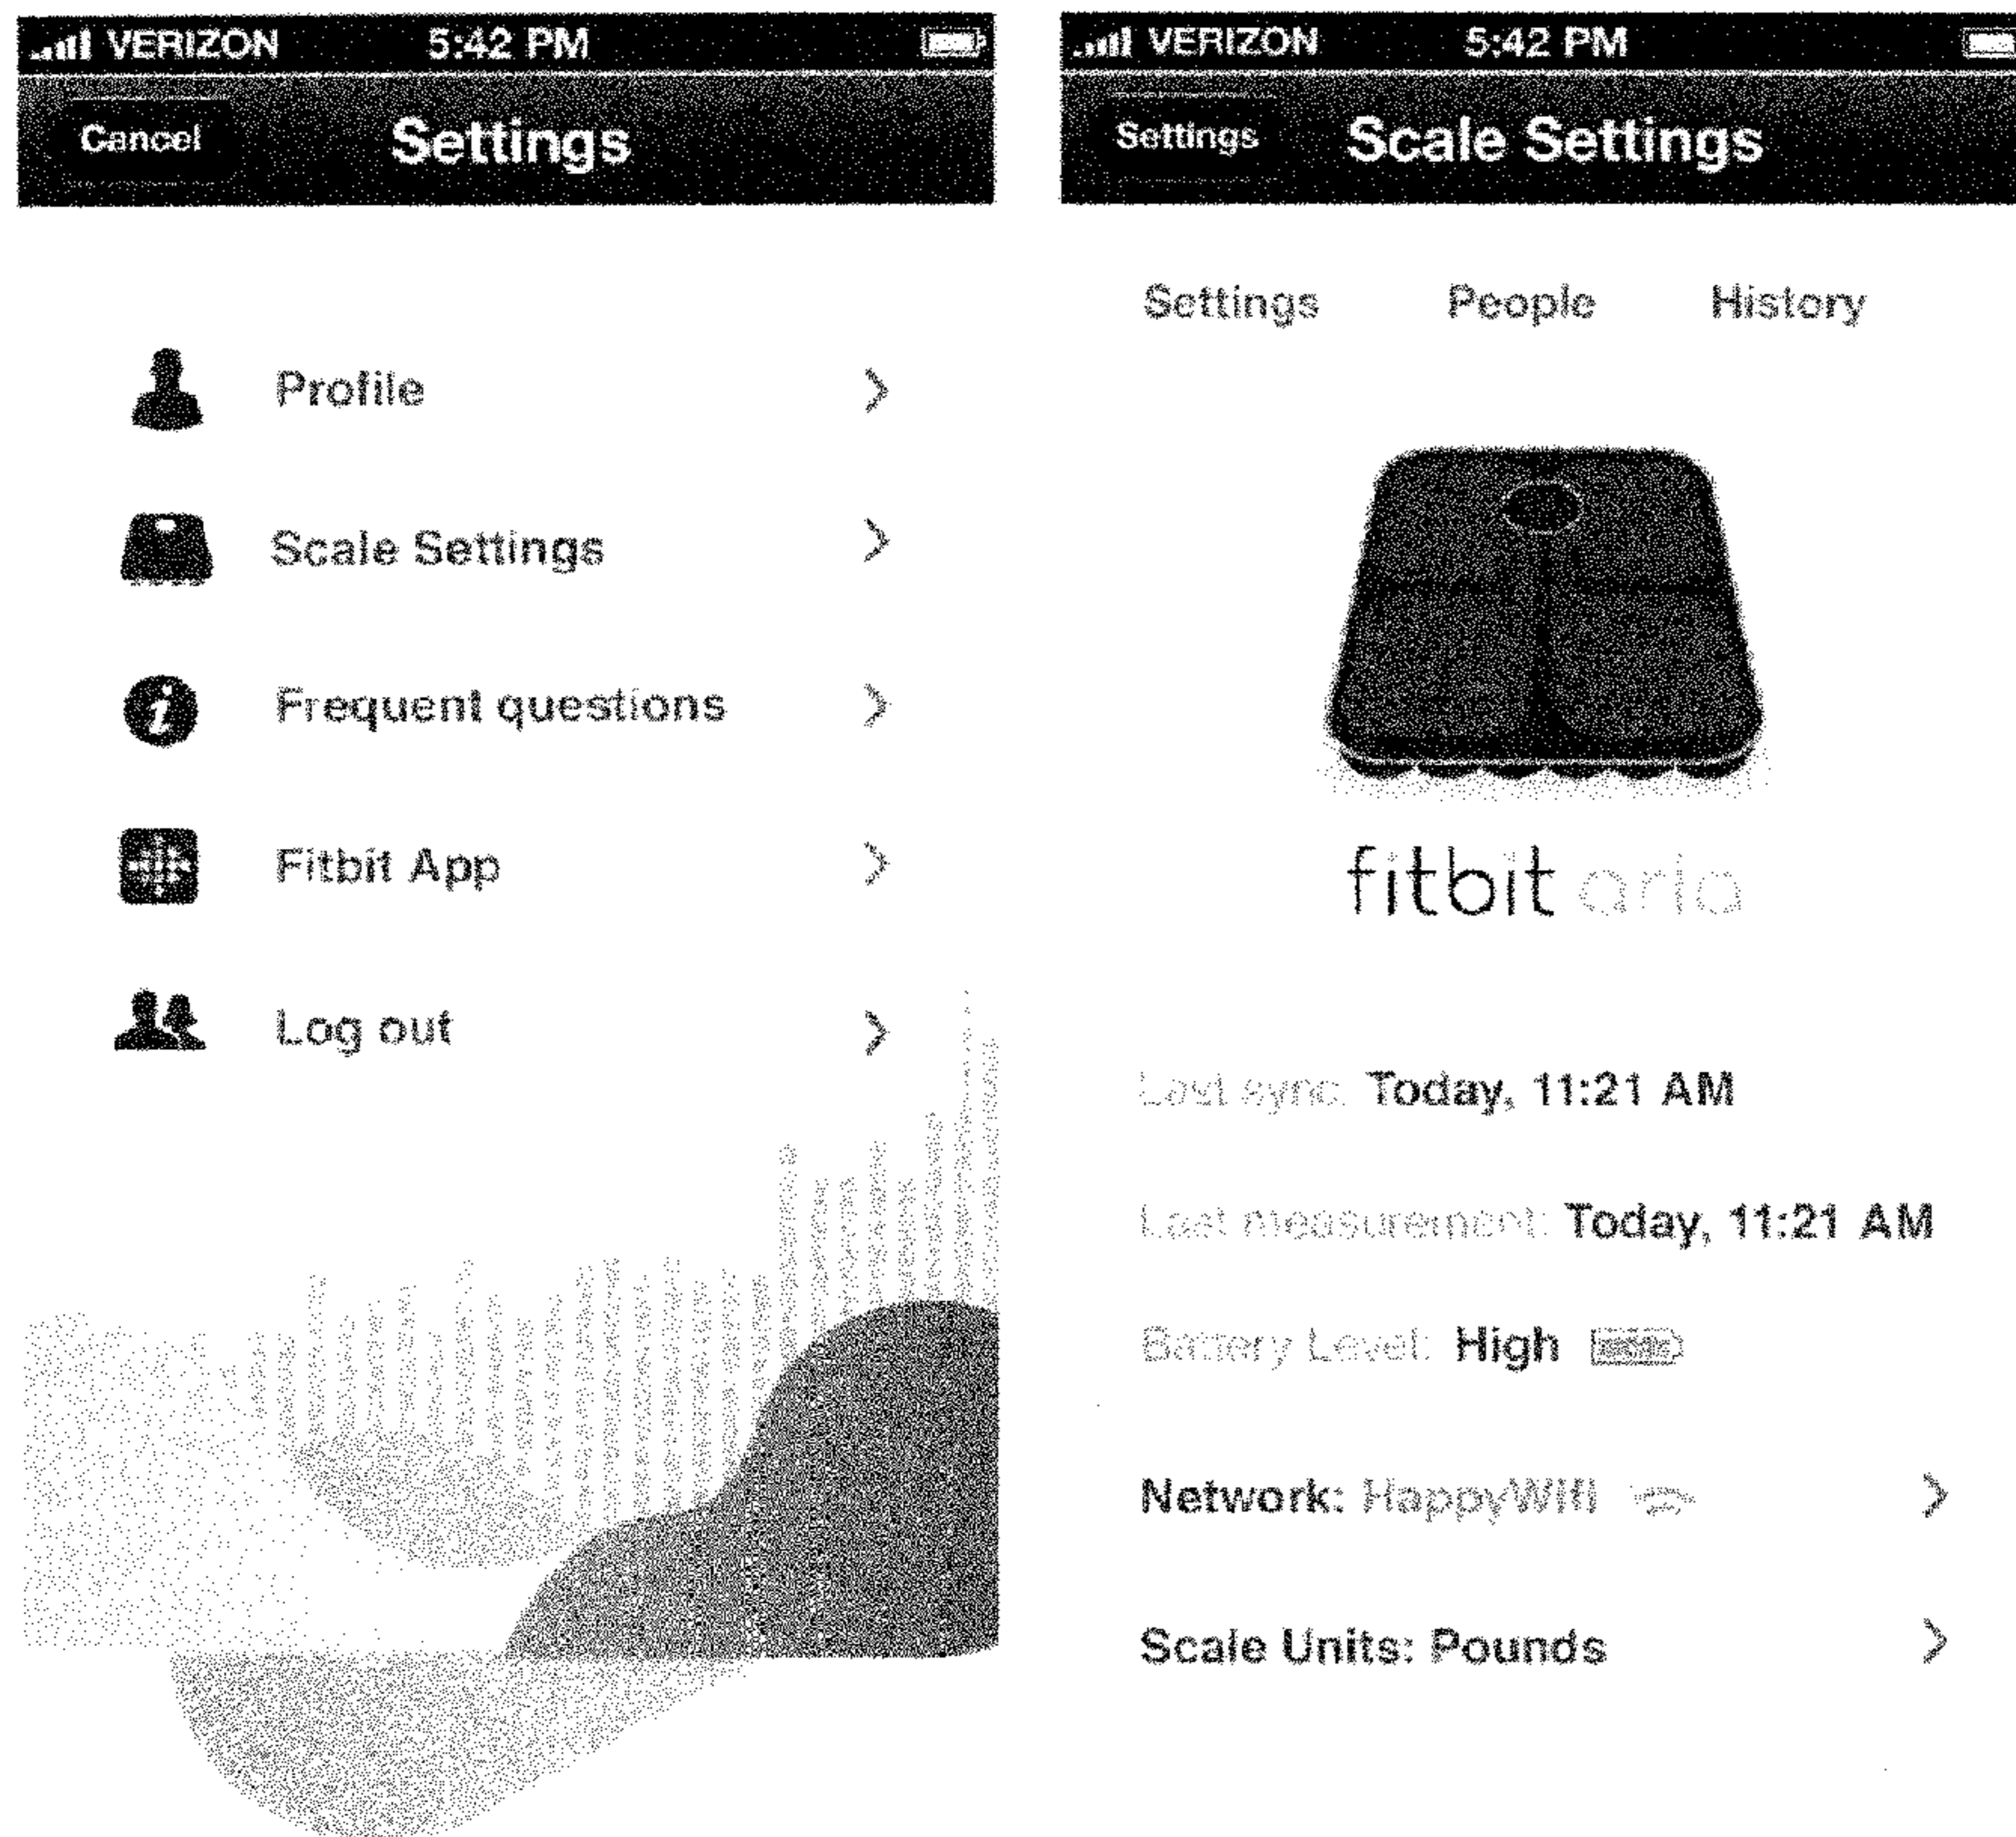 VERIZON 5:42 PM
Cancel Settings
Profile
Scale Settings
Frequent questions
Fitbit App
Log out
VERIZON 5:42 PM
Settings Scale Settings
Settings People History
fitbit aria
Last sync: Today, 11:21 AM
Last measurement: Today, 11:21 AM
Battery Level: High
Network: HappyWifi
Scale Units: Pounds